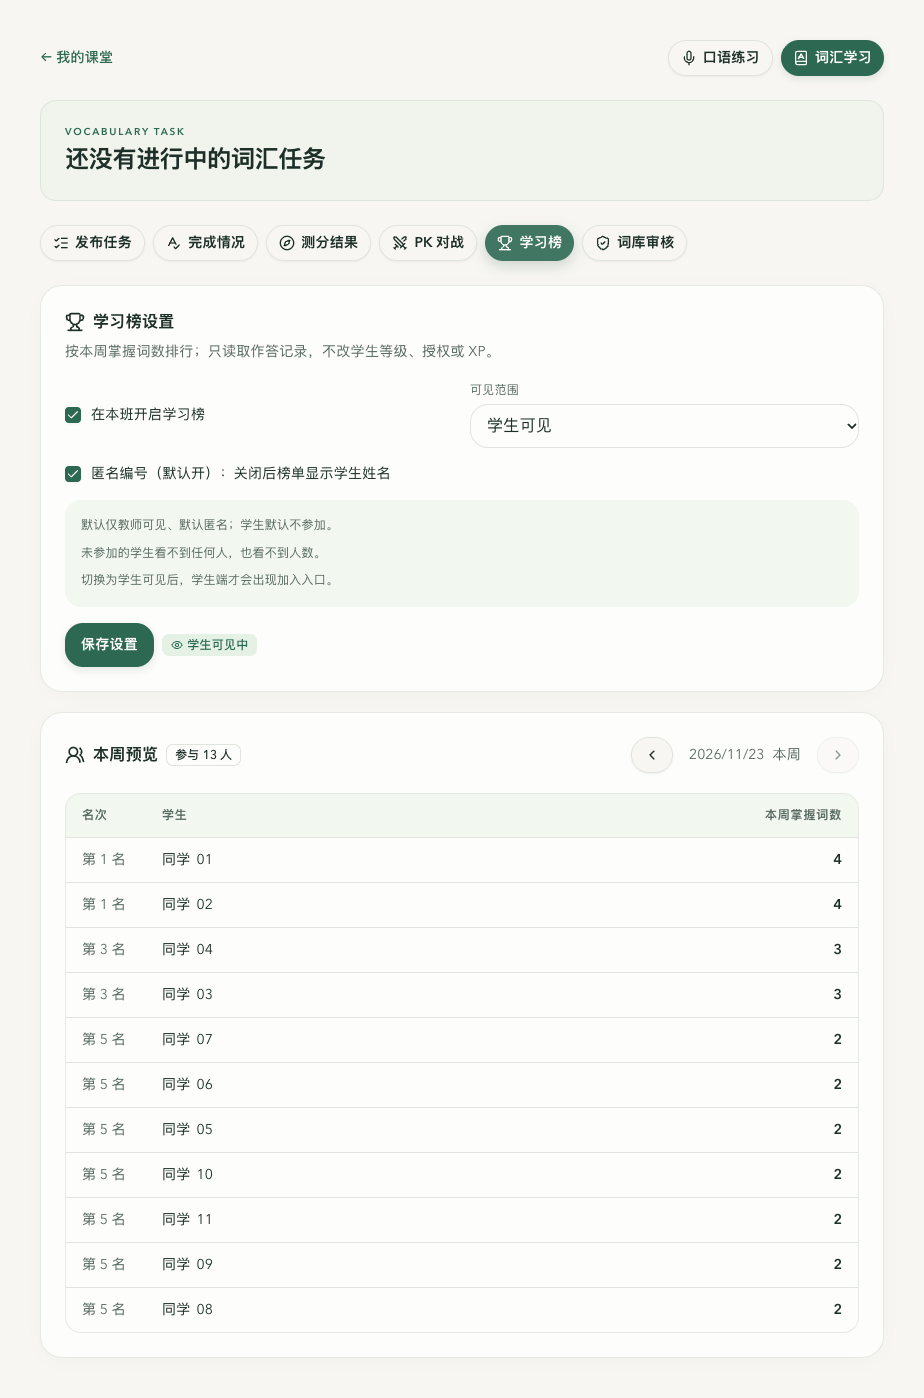 ← 我的课堂
口语练习
词汇学习
VOCABULARY TASK
还没有进行中的词汇任务
发布任务
完成情况
测分结果
PK 对战
学习榜
词库审核
学习榜设置
按本周掌握词数排行；只读取作答记录，不改学生等级、授权或 XP。
在本班开启学习榜
可见范围
学生可见
匿名编号（默认开）：关闭后榜单显示学生姓名
默认仅教师可见、默认匿名；学生默认不参加。
未参加的学生看不到任何人，也看不到人数。
切换为学生可见后，学生端才会出现加入入口。
保存设置
学生可见中
本周预览 参与 13 人
2026/11/23 本周
名次 学生 本周掌握词数
第 1 名 同学 01 4
第 1 名 同学 02 4
第 3 名 同学 04 3
第 3 名 同学 03 3
第 5 名 同学 07 2
第 5 名 同学 06 2
第 5 名 同学 05 2
第 5 名 同学 10 2
第 5 名 同学 11 2
第 5 名 同学 09 2
第 5 名 同学 08 2